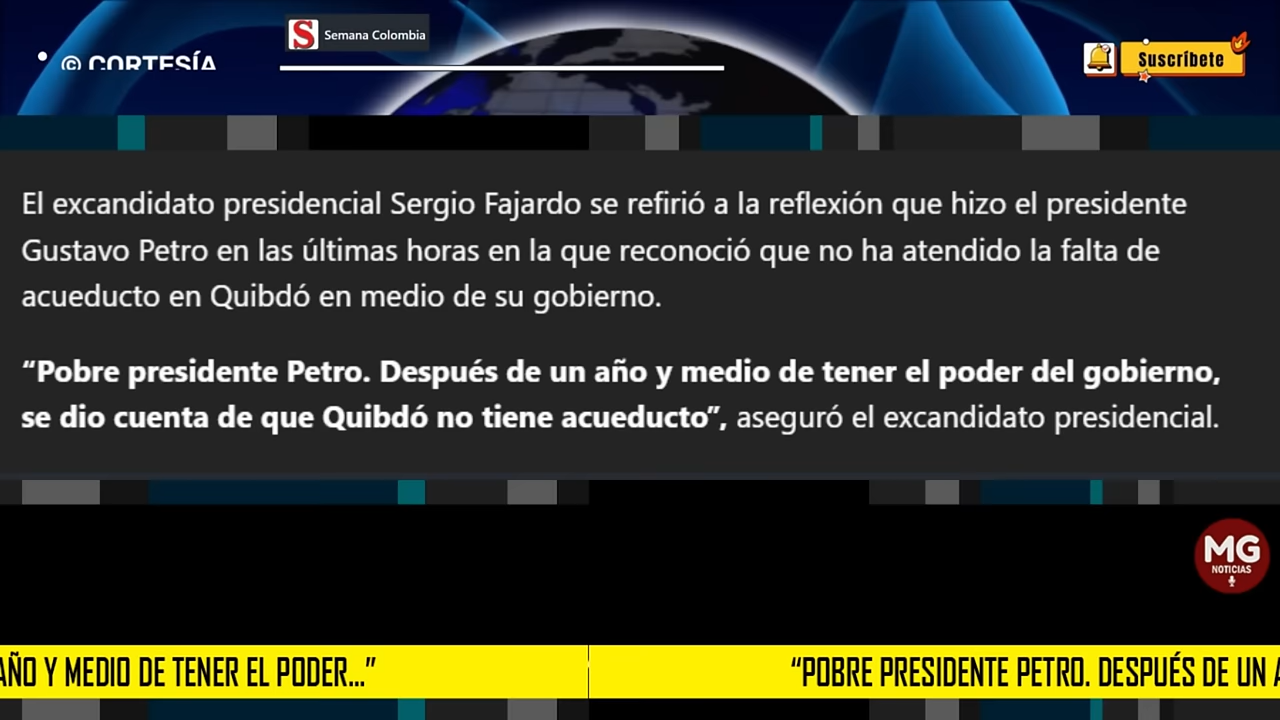 Semana Colombia
© CORTESÍA
Suscríbete
El excandidato presidencial Sergio Fajardo se refirió a la reflexión que hizo el presidente
Gustavo Petro en las últimas horas en la que reconoció que no ha atendido la falta de
acueducto en Quibdó en medio de su gobierno.
“Pobre presidente Petro. Después de un año y medio de tener el poder del gobierno,
se dio cuenta de que Quibdó no tiene acueducto”, aseguró el excandidato presidencial.
MG
NOTICIAS
AÑO Y MEDIO DE TENER EL PODER...” “POBRE PRESIDENTE PETRO. DESPUÉS DE UN A